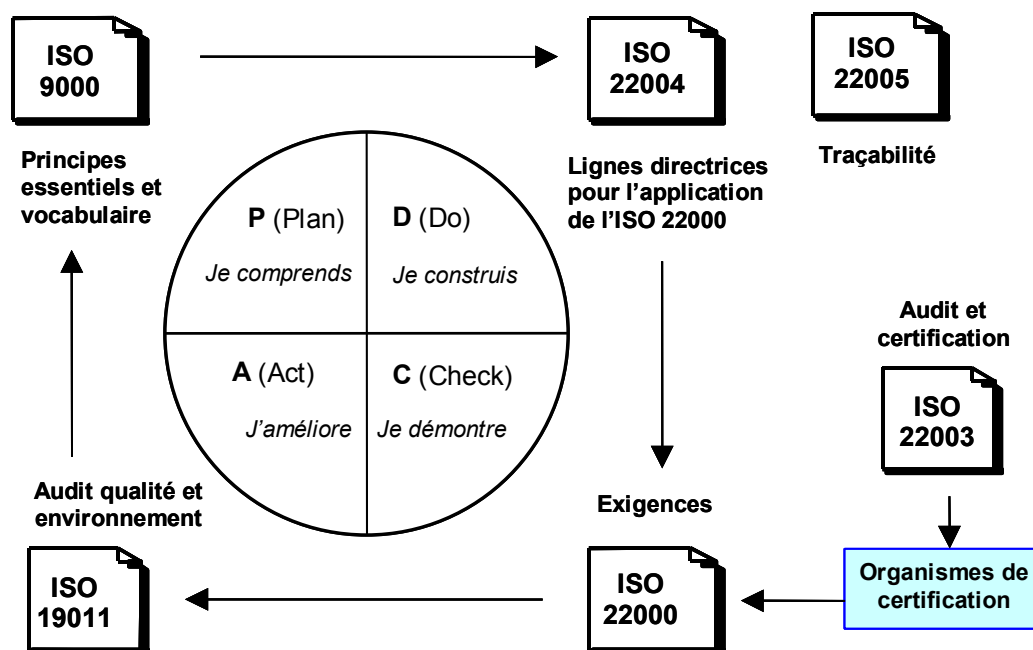 ISO
9000
ISO
22004
ISO
22005
Principes
essentiels et
vocabulaire
Lignes directrices
pour l’application
de l’ISO 22000
Traçabilité
P (Plan)
Je comprends
D (Do)
Je construis
A (Act)
J’améliore
C (Check)
Je démontre
Audit et
certification
ISO
22003
Audit qualité et
environnement
Exigences
ISO
19011
ISO
22000
Organismes de
certification